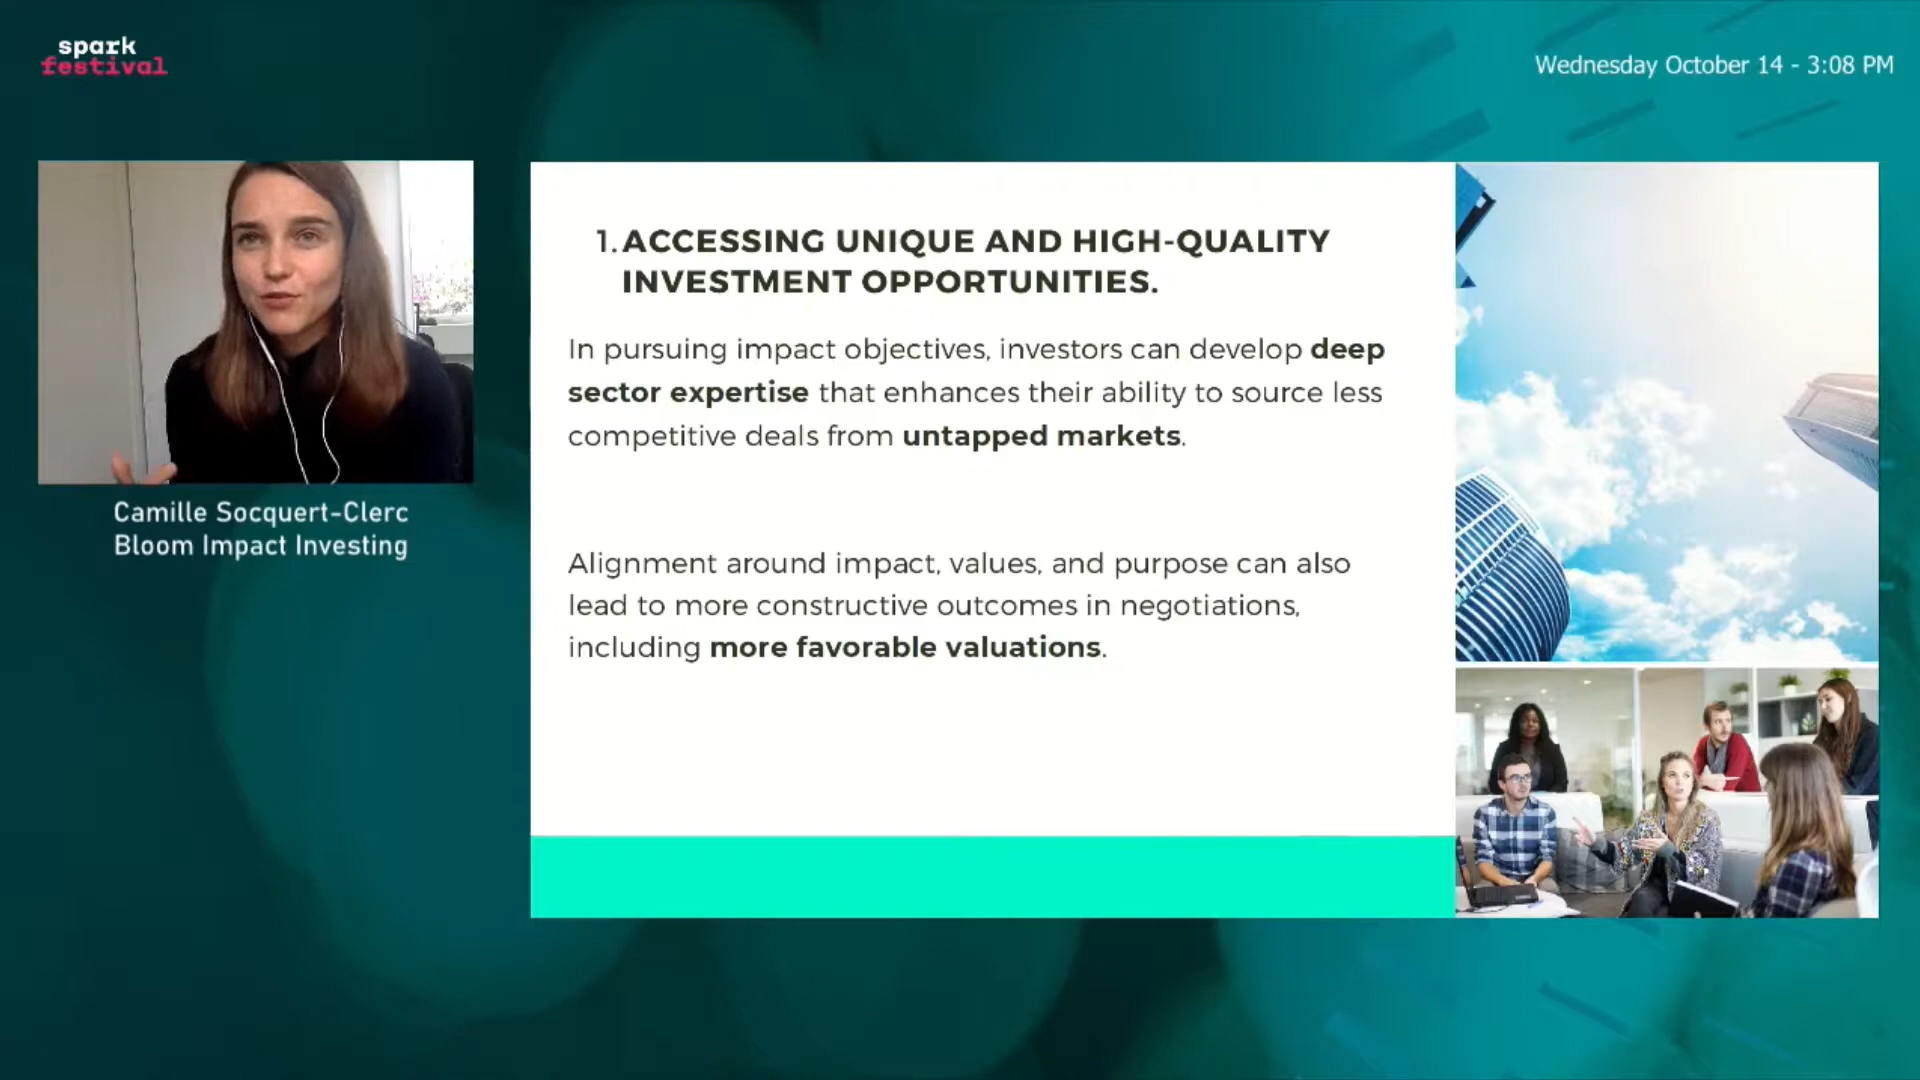 spark
festival
Wednesday October 14 - 3:08 PM
Camille Socquert-Clerc
Bloom Impact Investing
1. ACCESSING UNIQUE AND HIGH-QUALITY
INVESTMENT OPPORTUNITIES.
In pursuing impact objectives, investors can develop deep
sector expertise that enhances their ability to source less
competitive deals from untapped markets.
Alignment around impact, values, and purpose can also
lead to more constructive outcomes in negotiations,
including more favorable valuations.